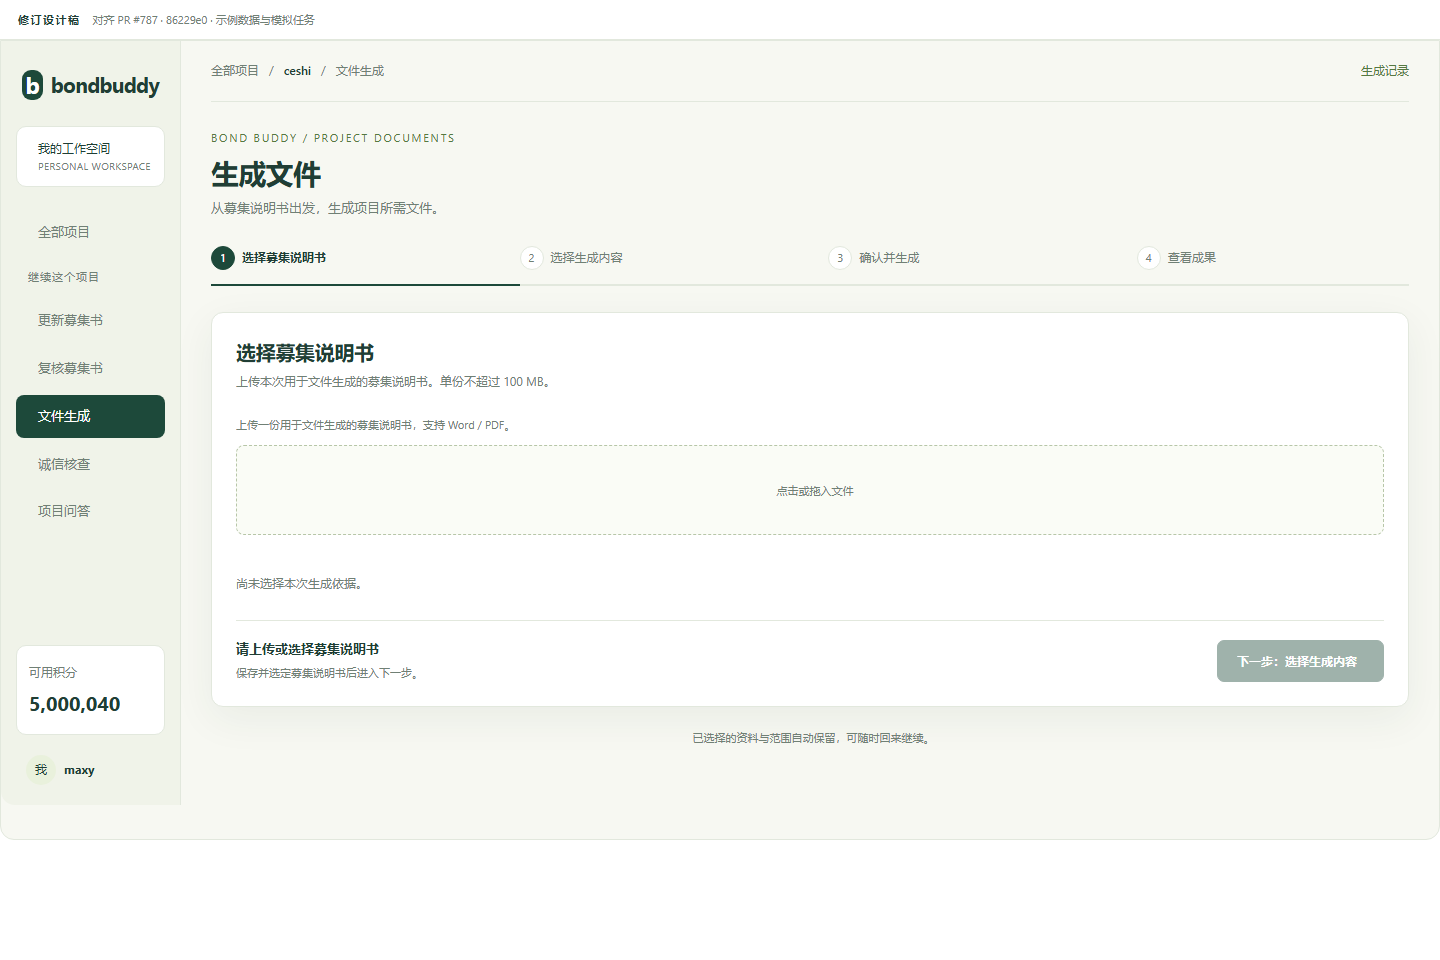 修订设计稿 对齐 PR #787 · 86229e0 · 示例数据与模拟任务
b bondbuddy
我的工作空间
PERSONAL WORKSPACE
全部项目
继续这个项目
更新募集书
复核募集书
文件生成
诚信核查
项目问答
可用积分
5,000,040
我 maxy
全部项目 / ceshi / 文件生成
生成记录
BOND BUDDY / PROJECT DOCUMENTS
生成文件
从募集说明书出发，生成项目所需文件。
1 选择募集说明书
2 选择生成内容
3 确认并生成
4 查看成果
选择募集说明书
上传本次用于文件生成的募集说明书。单份不超过 100 MB。
上传一份用于文件生成的募集说明书，支持 Word / PDF。
点击或拖入文件
尚未选择本次生成依据。
请上传或选择募集说明书
保存并选定募集说明书后进入下一步。
下一步：选择生成内容
已选择的资料与范围自动保留，可随时回来继续。